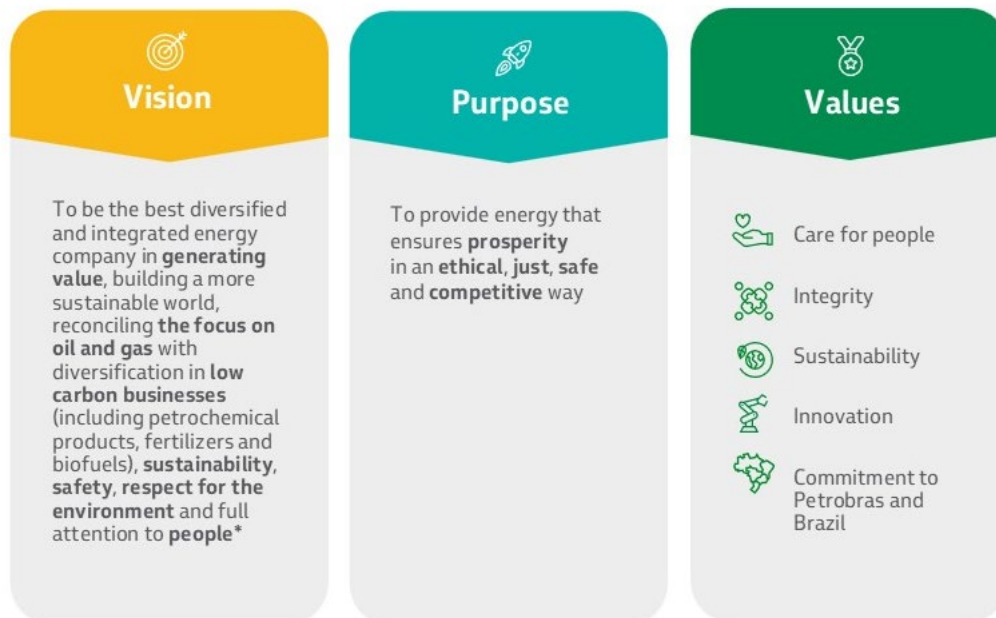 Vision
To be the best diversified
and integrated energy
company in generating
value, building a more
sustainable world,
reconciling the focus on
oil and gas with
diversification in low
carbon businesses
(including petrochemical
products, fertilizers and
biofuels), sustainability,
safety, respect for the
environment and full
attention to people*
Purpose
To provide energy that
ensures prosperity
in an ethical, just, safe
and competitive way
Values
Care for people
Integrity
Sustainability
Innovation
Commitment to
Petrobras and
Brazil